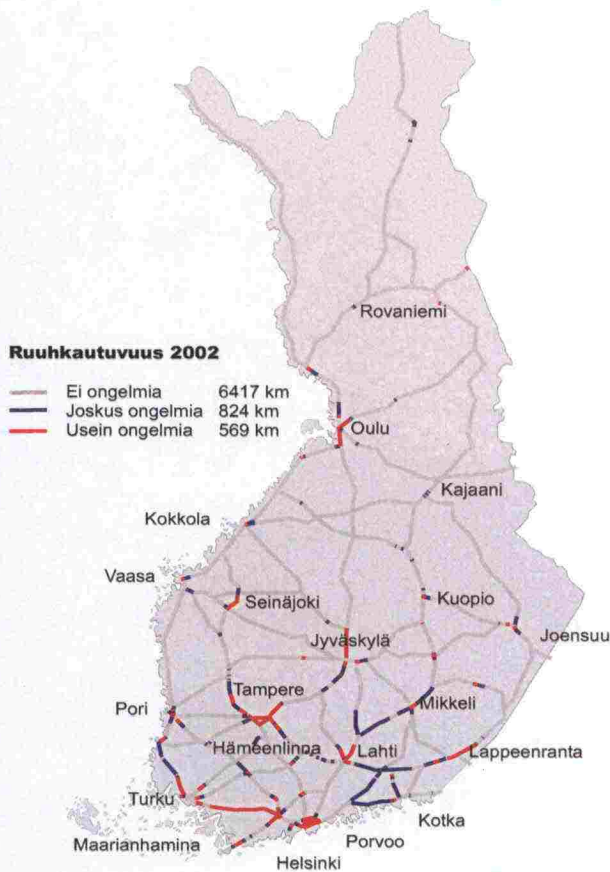 Rovaniemi
Ruuhkautuvuus 2002
Ei ongelmia 6417 km
Joskus ongelmia 824 km
Usein ongelmia 569 km
Oulu
Kajaani
Kokkola
Vaasa
Seinäjoki
Kuopio
Jyväskylä
Joensuu
Tampere
Pori
Mikkeli
Hämeenlinna
Lahti
Lappeenranta
Turku
Kotka
Maarianhamina
Porvoo
Helsinki